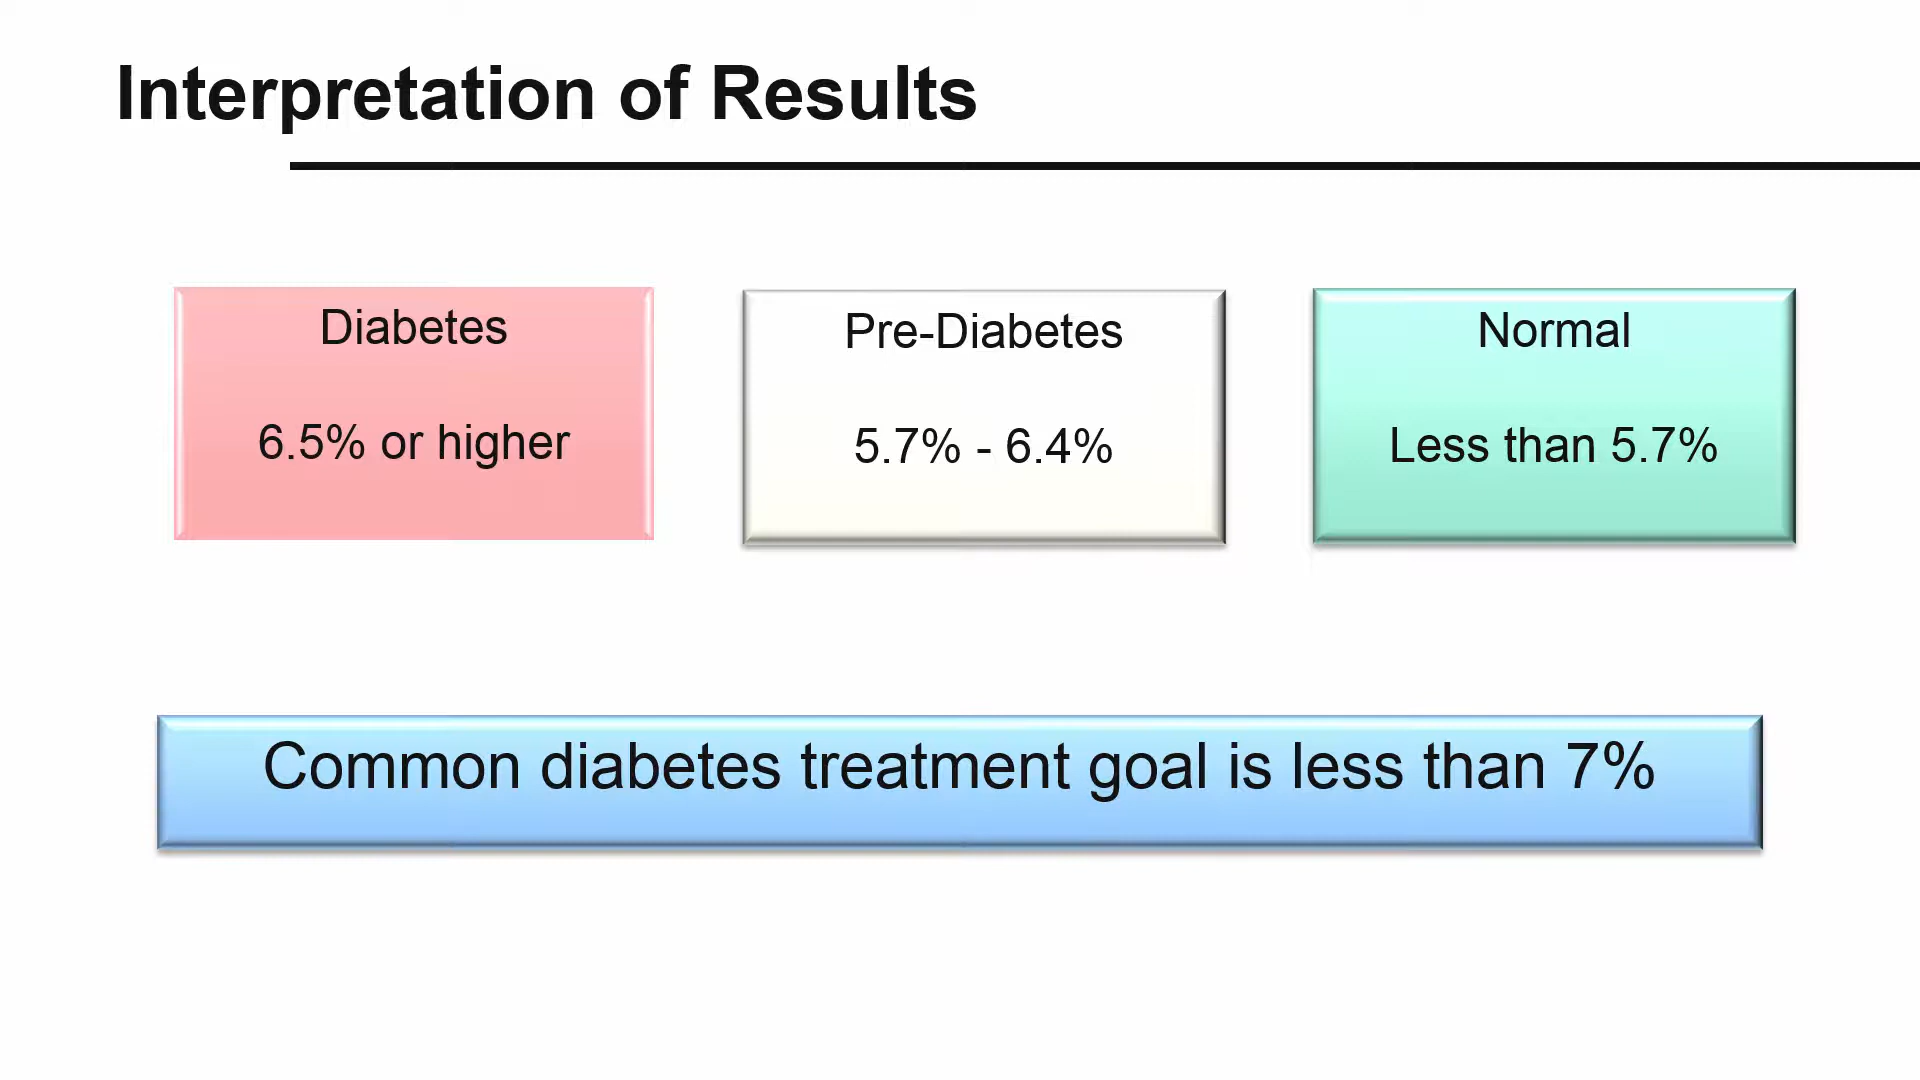 Interpretation of Results
Diabetes
6.5% or higher
Pre-Diabetes
5.7% - 6.4%
Normal
Less than 5.7%
Common diabetes treatment goal is less than 7%